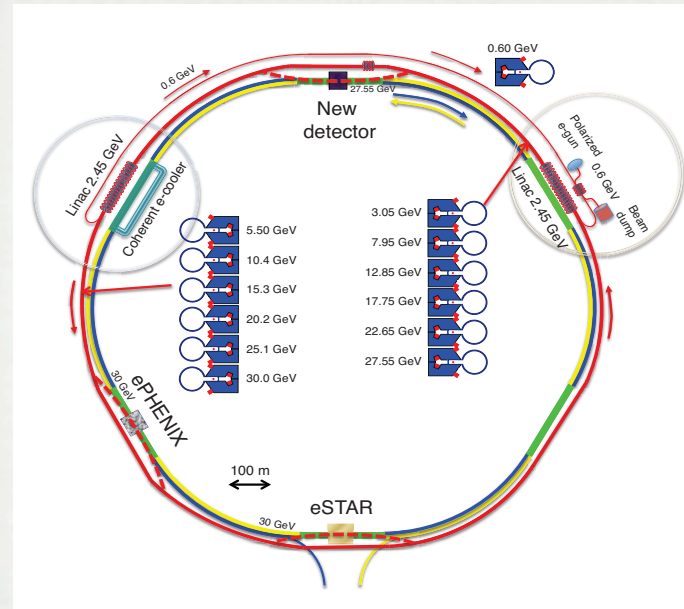 0.60 GeV
0.6 GeV
27.55 GeV
New
detector
Linac 2.45 GeV
Coherent e-cooler
Polarized
e-gun
0.6 GeV
Beam
dump
Linac 2.45 GeV
5.50 GeV
10.4 GeV
15.3 GeV
20.2 GeV
25.1 GeV
30.0 GeV
3.05 GeV
7.95 GeV
12.85 GeV
17.75 GeV
22.65 GeV
27.55 GeV
30 GeV
ePHENIX
100 m
eSTAR
30 GeV